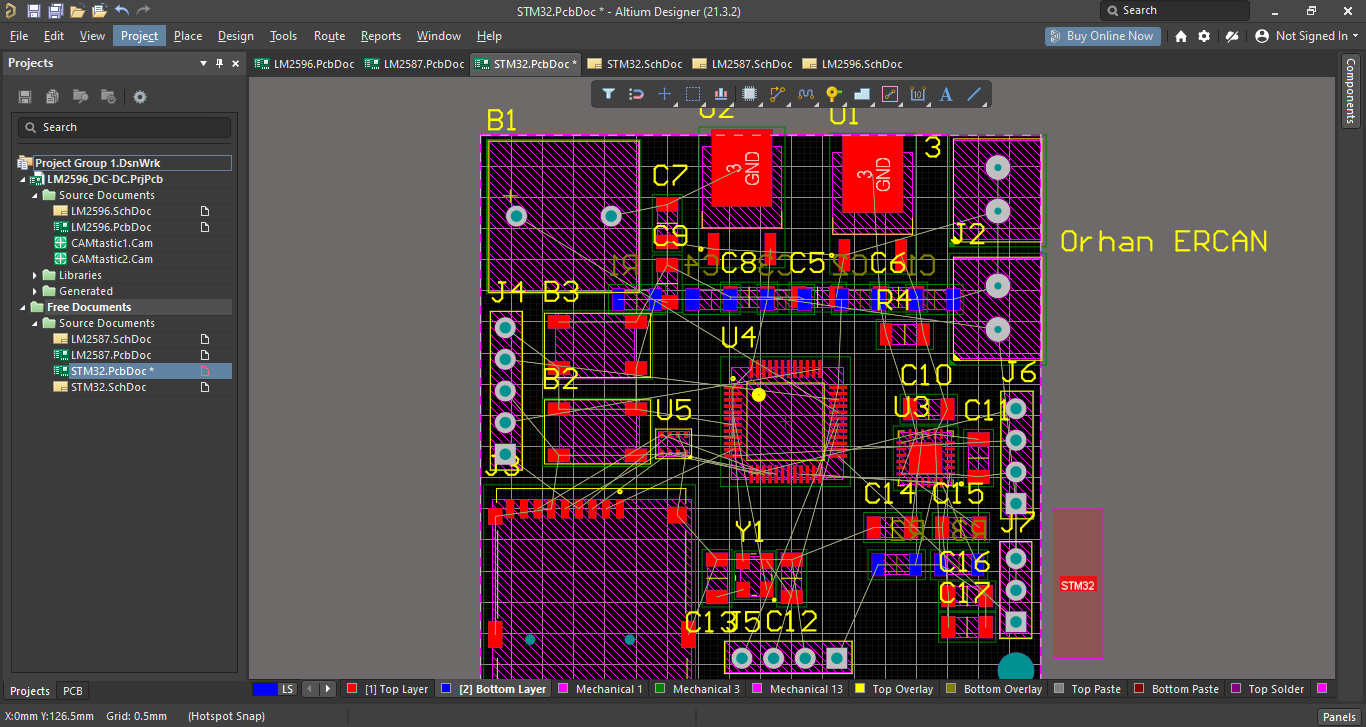 STM32.PcbDoc * - Altium Designer (21.3.2)
Search
File Edit View Project Place Design Tools Route Reports Window Help
Buy Online Now
Not Signed In
Projects
LM2596.PcbDoc LM2587.PcbDoc STM32.PcbDoc * STM32.SchDoc LM2587.SchDoc LM2596.SchDoc
Components
Search
Project Group 1.DsnWrk
LM2596_DC-DC.PrjPcb
Source Documents
LM2596.SchDoc
LM2596.PcbDoc
CAMtastic1.Cam
CAMtastic2.Cam
Libraries
Generated
Free Documents
Source Documents
LM2587.SchDoc
LM2587.PcbDoc
STM32.PcbDoc *
STM32.SchDoc
B1 U2 U1
3
3 GND 3 GND
C7
C9
J2
Orhan ERCAN
R1 C4 C8 C3 C5 C2 C6 C1
J4 B3 R4
U4
B2 C10 J6
U5 U3 C11
J3
C14 C15
Y1 J7
C16
STM32
C17
C13 J5 C12
Projects PCB
LS [1] Top Layer [2] Bottom Layer Mechanical 1 Mechanical 3 Mechanical 13 Top Overlay Bottom Overlay Top Paste Bottom Paste Top Solder
X:0mm Y:126.5mm Grid: 0.5mm (Hotspot Snap)
Panels